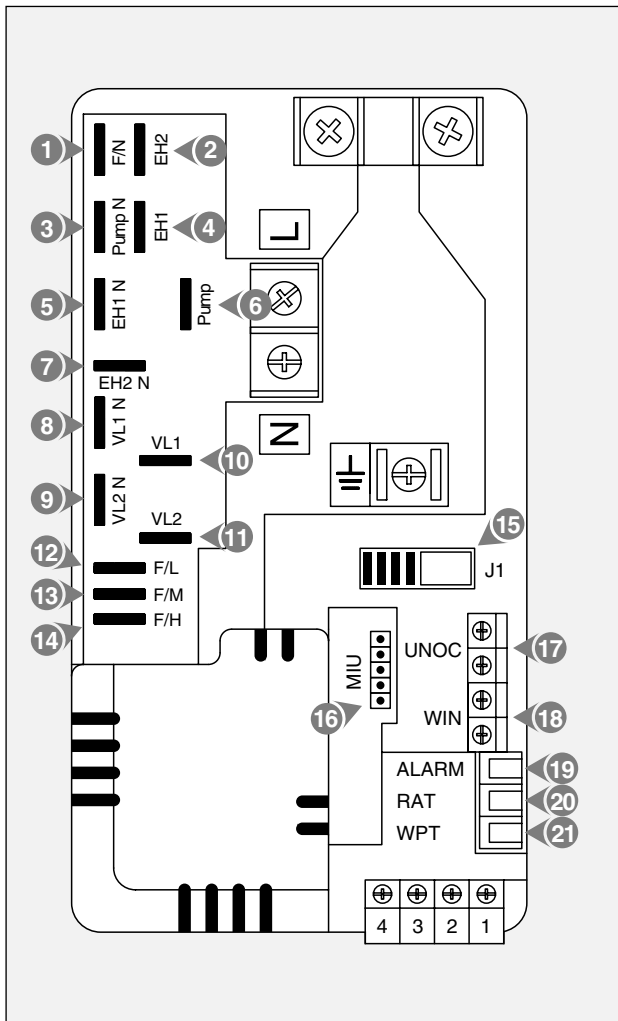 1
F/N
EH2
2
3
Pump N
EH1
4
L
5
EH1 N
Pump
6
7
EH2 N
8
VL1 N
VL1
10
N
9
VL2 N
VL2
11
12
F/L
13
F/M
14
F/H
15
J1
MIU
16
UNOC
17
WIN
18
ALARM
19
RAT
20
WPT
21
4 3 2 1